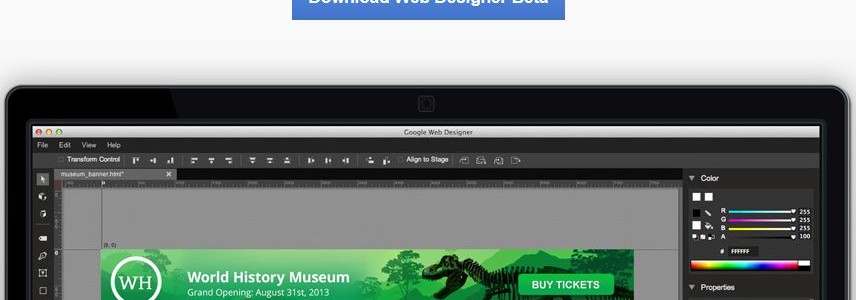 Download Web Designer Beta
Google Web Designer
File Edit View Help
Transform Control Align to Stage
museum_banner.html*
Color
R 255
G 255
B 255
A 100
# FFFFFF
(0, 0)
WH
World History Museum
Grand Opening: August 31st, 2013
BUY TICKETS
Properties